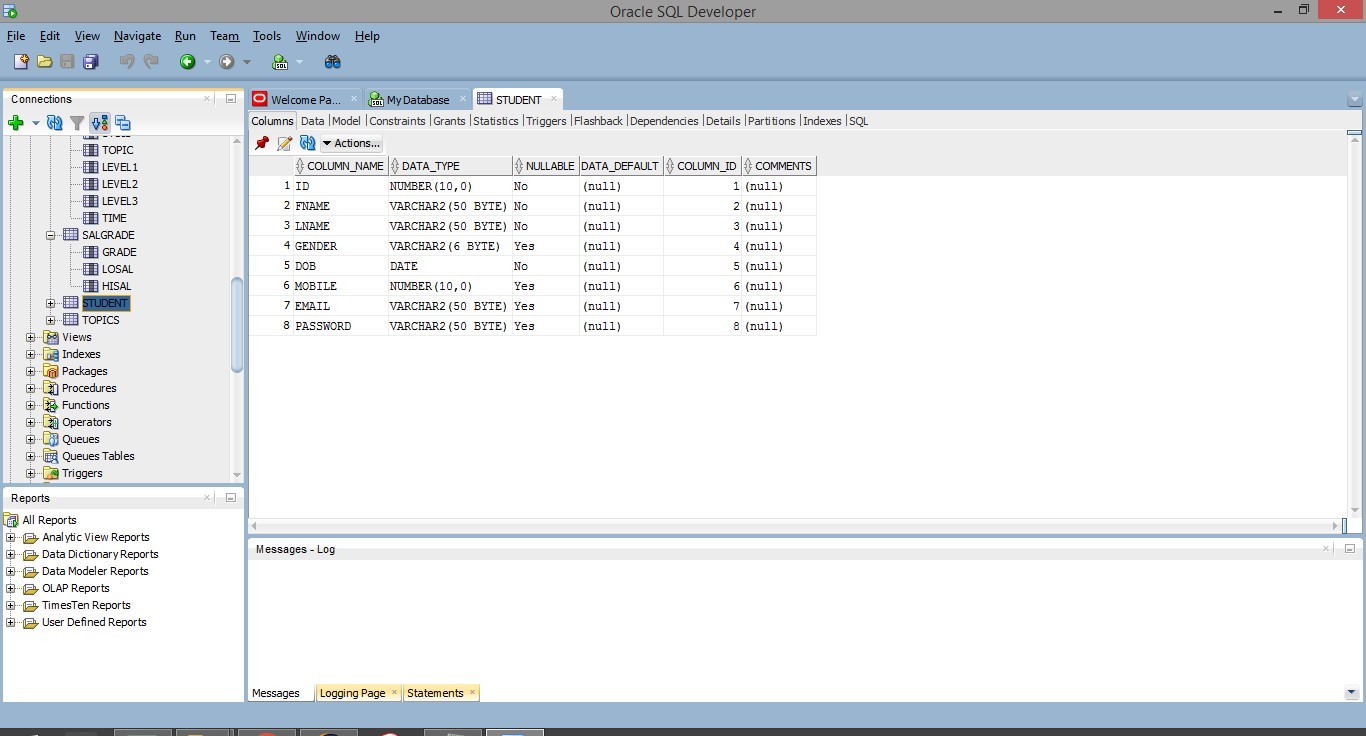 Oracle SQL Developer
File Edit View Navigate Run Team Tools Window Help
Connections
TOPIC
LEVEL1
LEVEL2
LEVEL3
TIME
SALGRADE
GRADE
LOSAL
HISAL
STUDENT
TOPICS
Views
Indexes
Packages
Procedures
Functions
Operators
Queues
Queues Tables
Triggers
Reports
All Reports
Analytic View Reports
Data Dictionary Reports
Data Modeler Reports
OLAP Reports
TimesTen Reports
User Defined Reports
Welcome Pa... My Database STUDENT
Columns Data Model Constraints Grants Statistics Triggers Flashback Dependencies Details Partitions Indexes SQL
Actions...
COLUMN_NAME DATA_TYPE NULLABLE DATA_DEFAULT COLUMN_ID COMMENTS
1 ID NUMBER(10,0) No (null) 1 (null)
2 FNAME VARCHAR2(50 BYTE) No (null) 2 (null)
3 LNAME VARCHAR2(50 BYTE) No (null) 3 (null)
4 GENDER VARCHAR2(6 BYTE) Yes (null) 4 (null)
5 DOB DATE No (null) 5 (null)
6 MOBILE NUMBER(10,0) Yes (null) 6 (null)
7 EMAIL VARCHAR2(50 BYTE) Yes (null) 7 (null)
8 PASSWORD VARCHAR2(50 BYTE) Yes (null) 8 (null)
Messages - Log
Messages Logging Page Statements